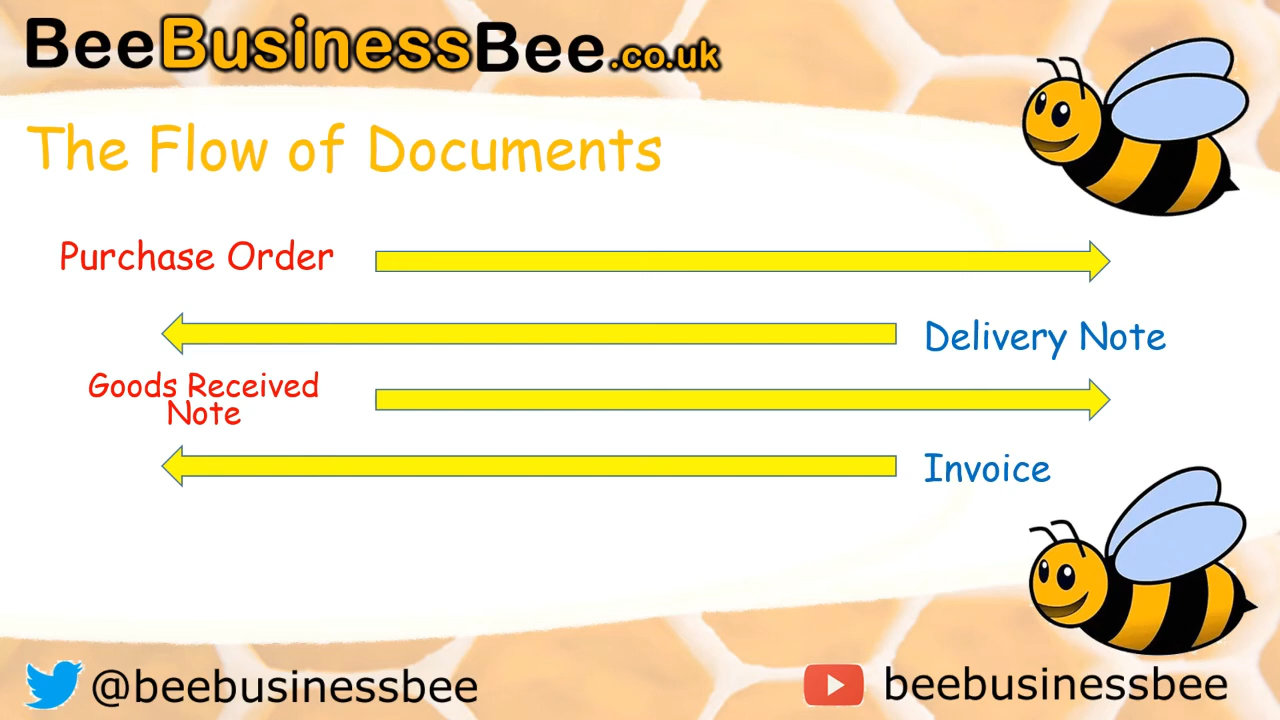 BeeBusinessBee.co.uk
The Flow of Documents
Purchase Order
Delivery Note
Goods Received
Note
Invoice
@beebusinessbee
beebusinessbee